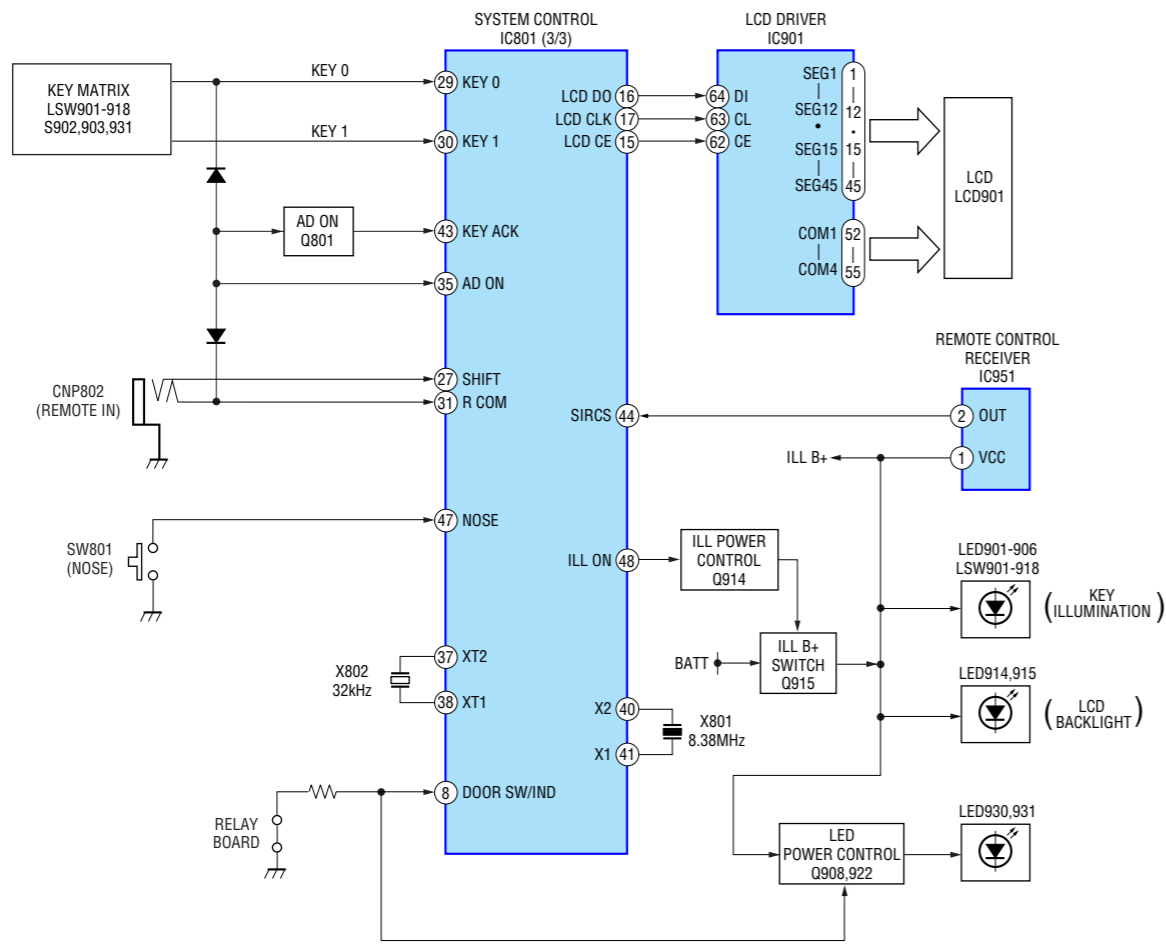 SYSTEM CONTROL
IC801 (3/3)
LCD DRIVER
IC901
KEY MATRIX
LSW901-918
S902,903,931
KEY 0
29 KEY 0
KEY 1
30 KEY 1
AD ON
Q801
43 KEY ACK
35 AD ON
CNP802
(REMOTE IN)
27 SHIFT
31 R COM
SW801
(NOSE)
47 NOSE
X802
32kHz
37 XT2
38 XT1
RELAY
BOARD
8 DOOR SW/IND
LCD DO 16
LCD CLK 17
LCD CE 15
64 DI
63 CL
62 CE
SEG1 1
SEG12 12
SEG15 15
SEG45 45
COM1 52
COM4 55
LCD
LCD901
REMOTE CONTROL
RECEIVER
IC951
SIRCS 44
2 OUT
ILL B+
1 VCC
ILL ON 48
ILL POWER
CONTROL
Q914
BATT
ILL B+
SWITCH
Q915
X2 40
X1 41
X801
8.38MHz
LED901-906
LSW901-918
(KEY
ILLUMINATION)
LED914,915
(LCD
BACKLIGHT)
LED
POWER CONTROL
Q908,922
LED930,931